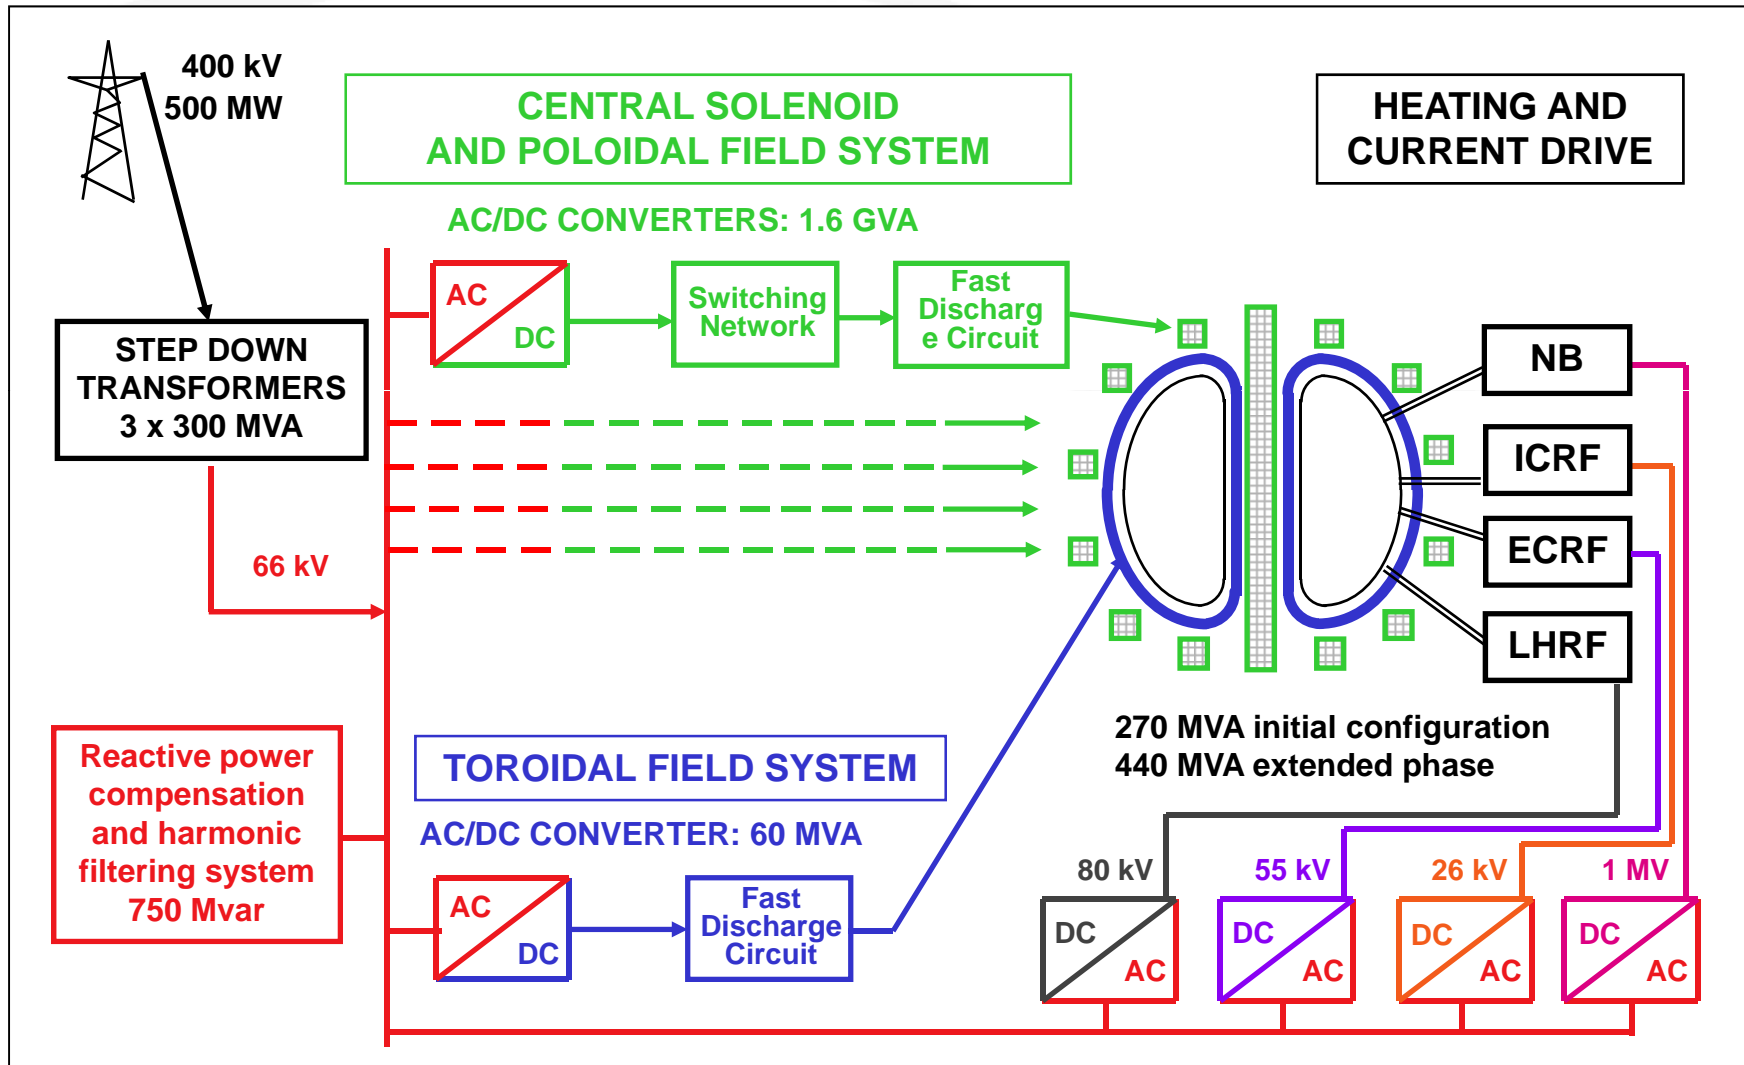 400 kV
500 MW
CENTRAL SOLENOID
AND POLOIDAL FIELD SYSTEM
HEATING AND
CURRENT DRIVE
AC/DC CONVERTERS: 1.6 GVA
AC
DC
Switching
Network
Fast
Discharg
e Circuit
STEP DOWN
TRANSFORMERS
3 x 300 MVA
66 kV
NB
ICRF
ECRF
LHRF
270 MVA initial configuration
440 MVA extended phase
Reactive power
compensation
and harmonic
filtering system
750 Mvar
TOROIDAL FIELD SYSTEM
AC/DC CONVERTER: 60 MVA
AC
DC
Fast
Discharge
Circuit
80 kV
55 kV
26 kV
1 MV
DC
AC
DC
AC
DC
AC
DC
AC